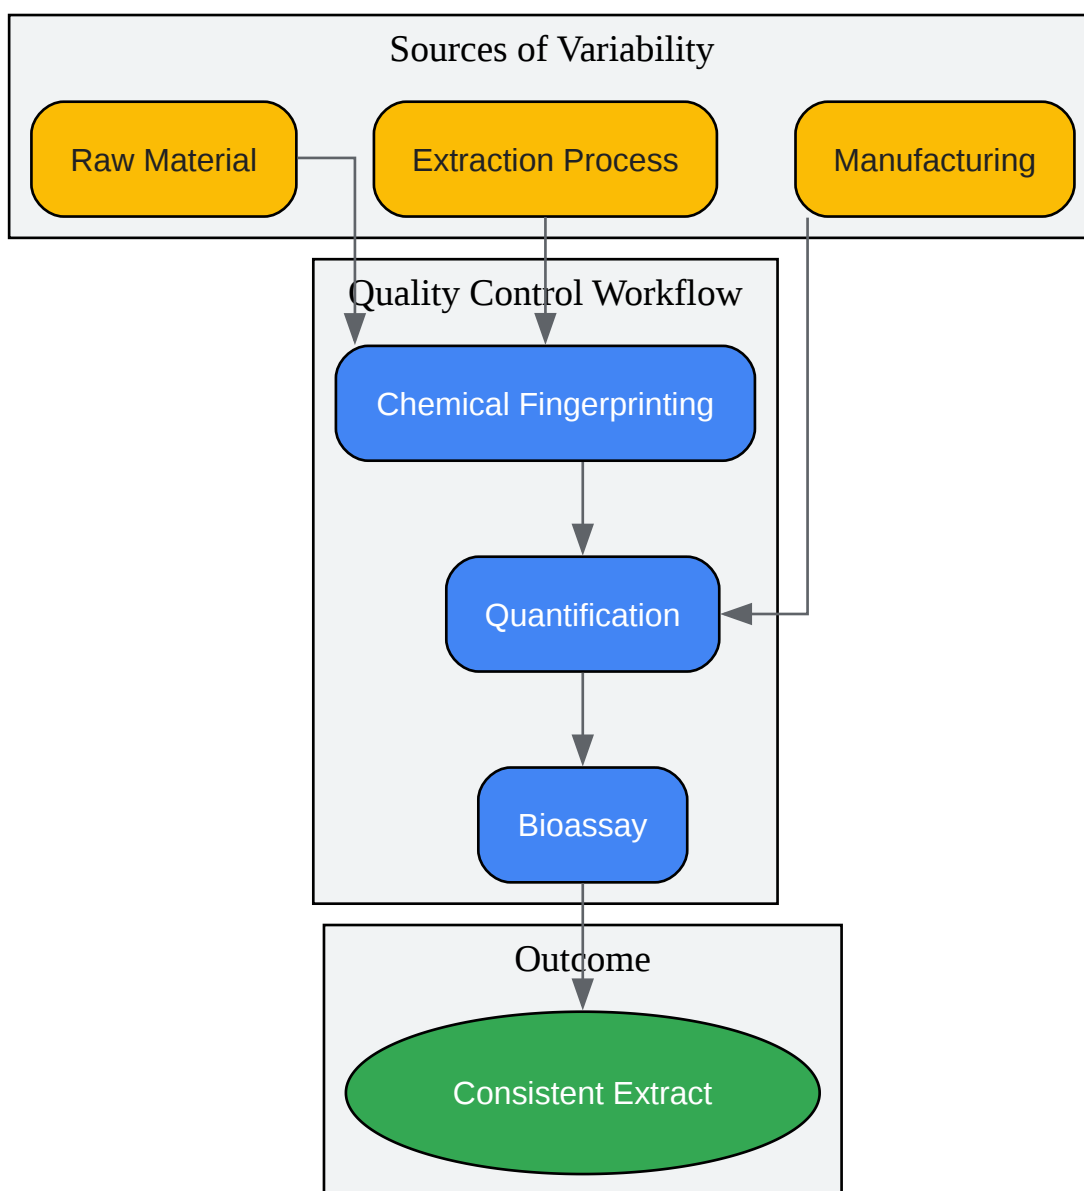 Sources of Variability
Raw Material
Extraction Process
Manufacturing
Quality Control Workflow
Chemical Fingerprinting
Quantification
Bioassay
Outcome
Consistent Extract